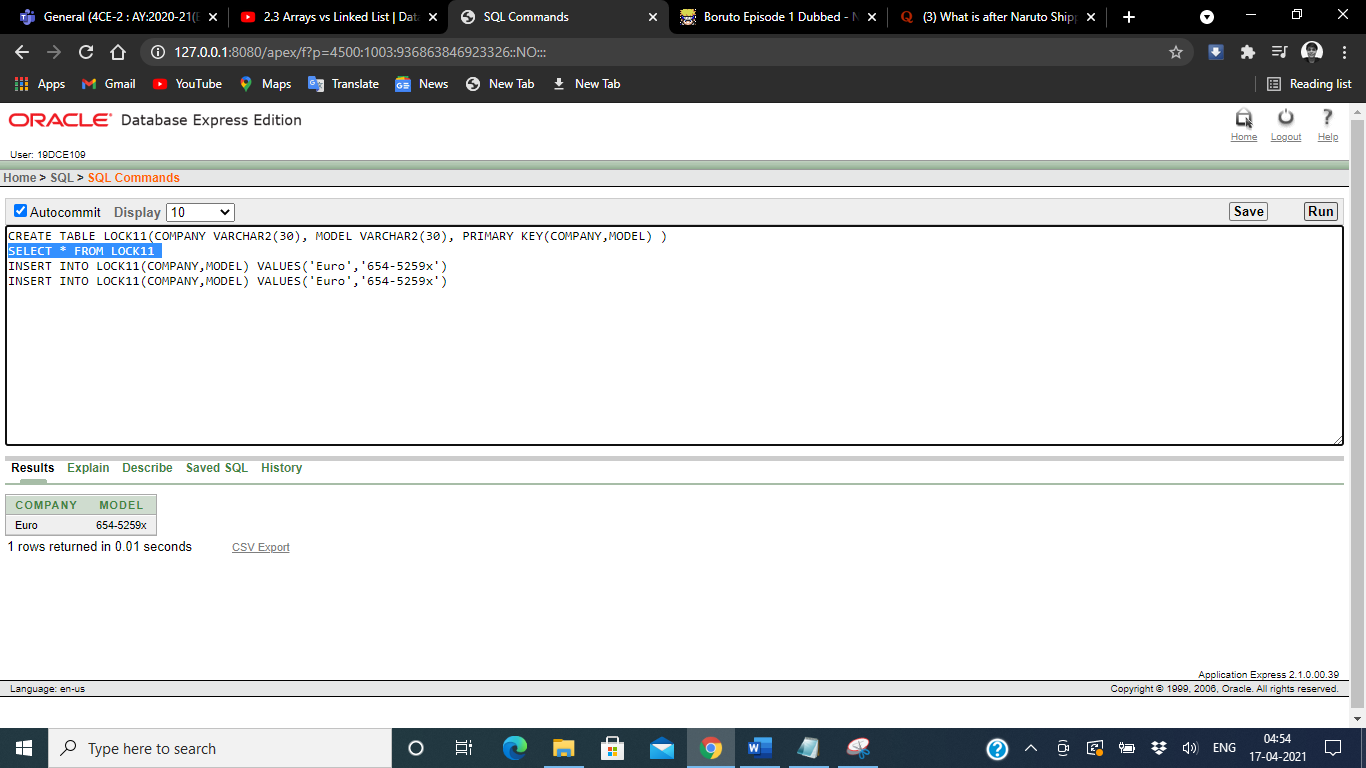 General (4CE-2 : AY:2020-21(E
2.3 Arrays vs Linked List | Dat
SQL Commands
Boruto Episode 1 Dubbed - N
(3) What is after Naruto Ship
127.0.0.1:8080/apex/f?p=4500:1003:936863846923326::NO:::
Apps Gmail YouTube Maps Translate News New Tab New Tab Reading list
ORACLE Database Express Edition
Home Logout Help
User: 19DCE109
Home > SQL > SQL Commands
Autocommit Display 10 Save Run
CREATE TABLE LOCK11(COMPANY VARCHAR2(30), MODEL VARCHAR2(30), PRIMARY KEY(COMPANY,MODEL) )
SELECT * FROM LOCK11
INSERT INTO LOCK11(COMPANY,MODEL) VALUES('Euro','654-5259x')
INSERT INTO LOCK11(COMPANY,MODEL) VALUES('Euro','654-5259x')
Results Explain Describe Saved SQL History
COMPANY MODEL
Euro 654-5259x
1 rows returned in 0.01 seconds CSV Export
Application Express 2.1.0.00.39
Language: en-us Copyright © 1999, 2006, Oracle. All rights reserved.
Type here to search
ENG
04:54
17-04-2021